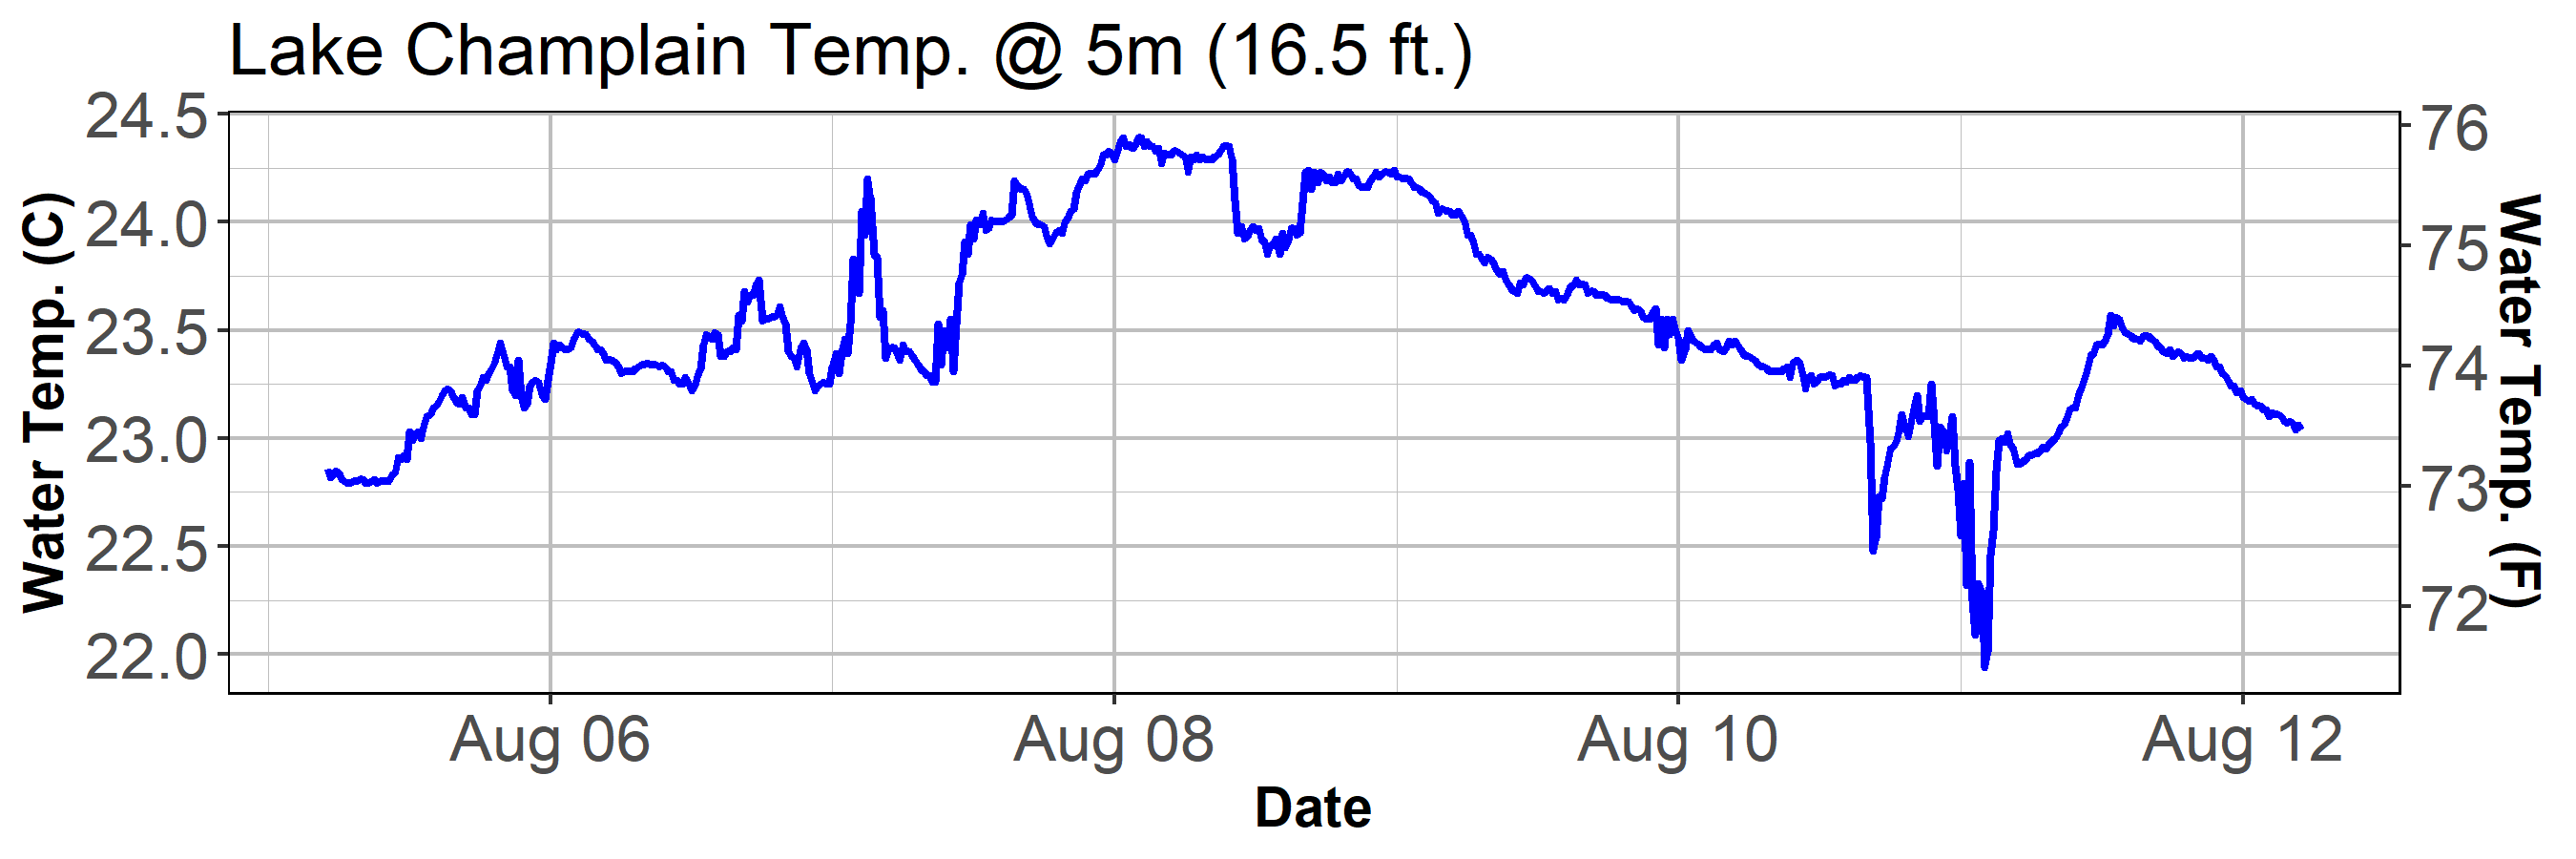 Lake Champlain Temp. @ 5m (16.5 ft.)
24.5
24.0
23.5
23.0
22.5
22.0
Water Temp. (C)
76
75
74
73
72
Water Temp. (F)
Aug 06
Aug 08
Aug 10
Aug 12
Date